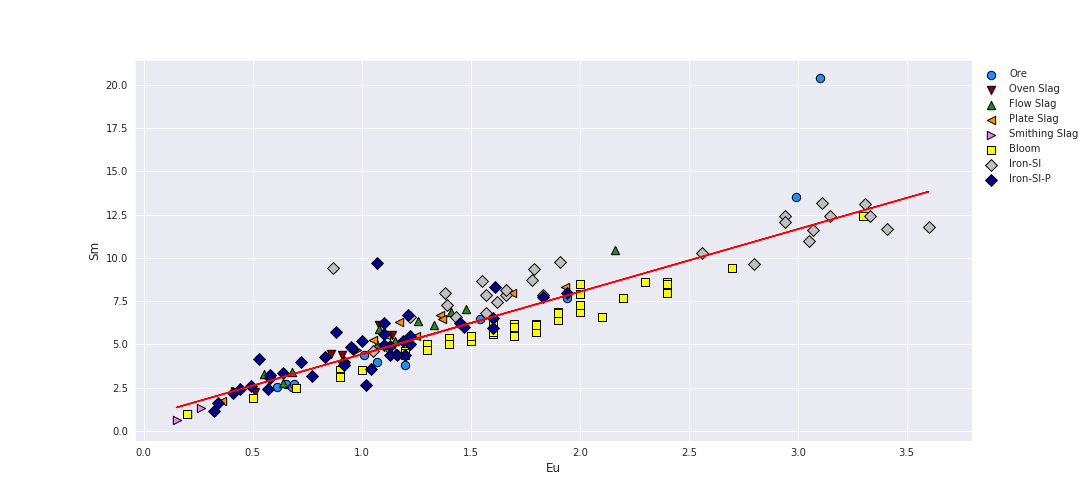 20.0
17.5
15.0
12.5
10.0
7.5
5.0
2.5
0.0
Sm
0.0 0.5 1.0 1.5 2.0 2.5 3.0 3.5
Eu
Ore
Oven Slag
Flow Slag
Plate Slag
Smithing Slag
Bloom
Iron-SI
Iron-SI-P